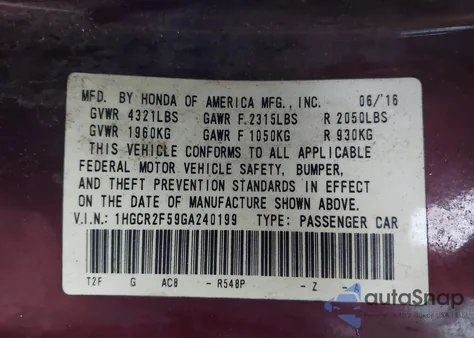 MFD. BY HONDA OF AMERICA MFG., INC. 06/'16
GVWR 4321LBS GAWR F.2315LBS R 2050LBS
GVWR 1960KG GAWR F 1050KG R 930KG
THIS VEHICLE CONFORMS TO ALL APPLICABLE
FEDERAL MOTOR VEHICLE SAFETY, BUMPER,
AND THEFT PREVENTION STANDARDS IN EFFECT
ON THE DATE OF MANUFACTURE SHOWN ABOVE.
V.I.N.: 1HGCR2F59GA240199 TYPE: PASSENGER CAR
T2F G AC8 - R548P - Z - A
autoSnap